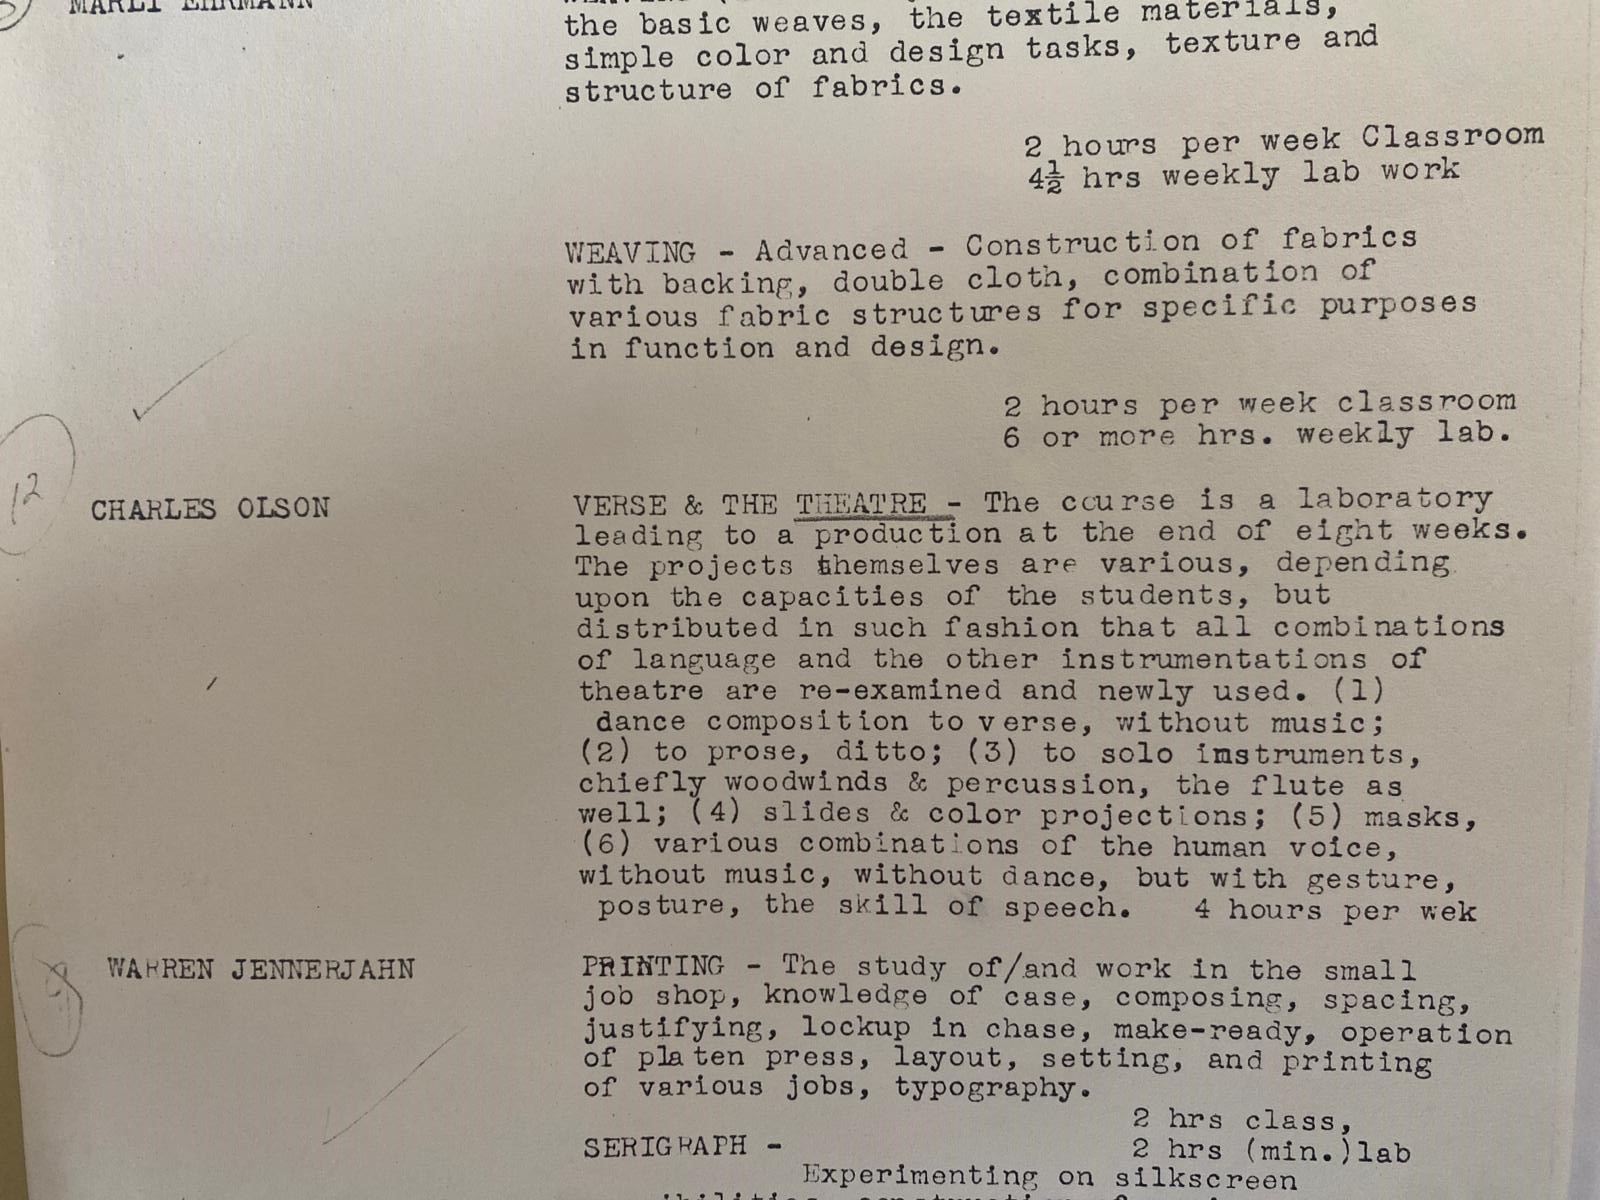 MARLI EHRMANN
the basic weaves, the textile materials,
simple color and design tasks, texture and
structure of fabrics.
2 hours per week Classroom
4½ hrs weekly lab work
WEAVING - Advanced - Construction of fabrics
with backing, double cloth, combination of
various fabric structures for specific purposes
in function and design.
2 hours per week classroom
6 or more hrs. weekly lab.
12
CHARLES OLSON
VERSE & THE THEATRE - The course is a laboratory
leading to a production at the end of eight weeks.
The projects themselves are various, depending
upon the capacities of the students, but
distributed in such fashion that all combinations
of language and the other instrumentations of
theatre are re-examined and newly used. (1)
dance composition to verse, without music;
(2) to prose, ditto; (3) to solo instruments,
chiefly woodwinds & percussion, the flute as
well; (4) slides & color projections; (5) masks,
(6) various combinations of the human voice,
without music, without dance, but with gesture,
posture, the skill of speech. 4 hours per wek
WARREN JENNERJAHN
PRINTING - The study of/and work in the small
job shop, knowledge of case, composing, spacing,
justifying, lockup in chase, make-ready, operation
of platen press, layout, setting, and printing
of various jobs, typography.
2 hrs class,
SERIGRAPH - 2 hrs (min.)lab
Experimenting on silkscreen